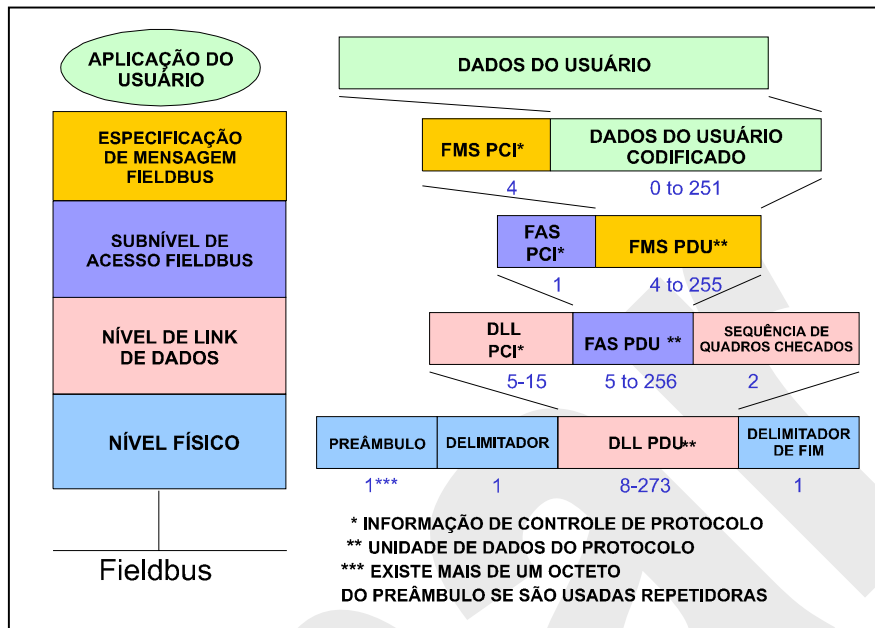 APLICAÇÃO DO
USUÁRIO
DADOS DO USUÁRIO
ESPECIFICAÇÃO
DE MENSAGEM
FIELDBUS
FMS PCI*
DADOS DO USUÁRIO
CODIFICADO
4
0 to 251
SUBNÍVEL DE
ACESSO FIELDBUS
FAS
PCI*
FMS PDU**
1
4 to 255
NÍVEL DE LINK
DE DADOS
DLL
PCI*
FAS PDU **
SEQUÊNCIA DE
QUADROS CHECADOS
5-15
5 to 256
2
NÍVEL FÍSICO
PREÂMBULO
DELIMITADOR
DLL PDU**
DELIMITADOR
DE FIM
1***
1
8-273
1
* INFORMAÇÃO DE CONTROLE DE PROTOCOLO
** UNIDADE DE DADOS DO PROTOCOLO
*** EXISTE MAIS DE UM OCTETO
DO PREÂMBULO SE SÃO USADAS REPETIDORAS
Fieldbus